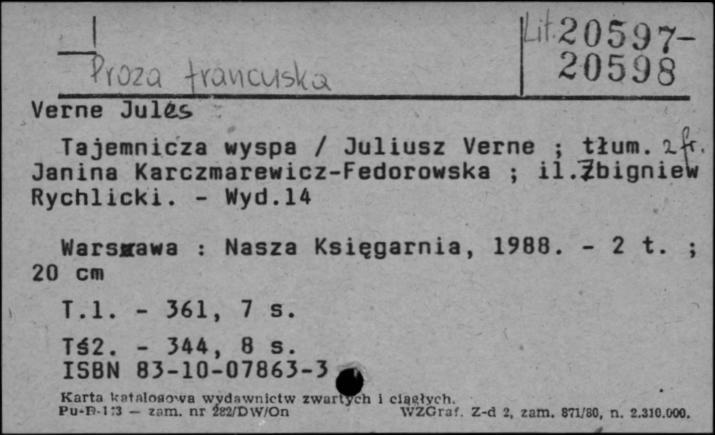 Lit. 20597-
20598
Proza francuska
Verne Jules
Tajemnicza wyspa / Juliusz Verne ; tłum. z fr.
Janina Karczmarewicz-Fedorowska ; il.Zbigniew
Rychlicki. - Wyd.14
Warszawa : Nasza Księgarnia, 1988. - 2 t. ;
20 cm
T.1. - 361, 7 s.
Tś2. - 344, 8 s.
ISBN 83-10-07863-3
Karta katalogowa wydawnictw zwartych i ciągłych.
Pu-B-173 — zam. nr 282/DW/On WZGraf. Z-d 2, zam. 871/80, n. 2.310.000.